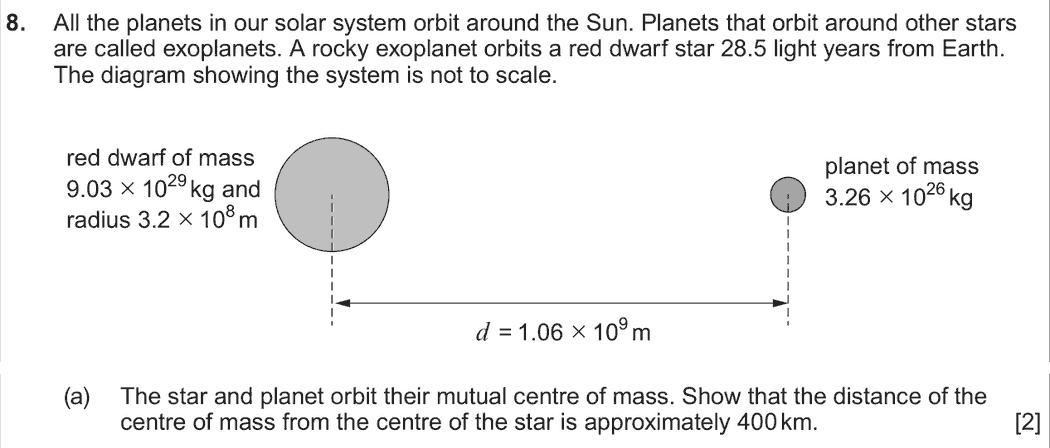 8. All the planets in our solar system orbit around the Sun. Planets that orbit around other stars
are called exoplanets. A rocky exoplanet orbits a red dwarf star 28.5 light years from Earth.
The diagram showing the system is not to scale.
red dwarf of mass
9.03 × 10²⁹ kg and
radius 3.2 × 10⁸ m
planet of mass
3.26 × 10²⁶ kg
d = 1.06 × 10⁹ m
(a) The star and planet orbit their mutual centre of mass. Show that the distance of the
centre of mass from the centre of the star is approximately 400 km. [2]